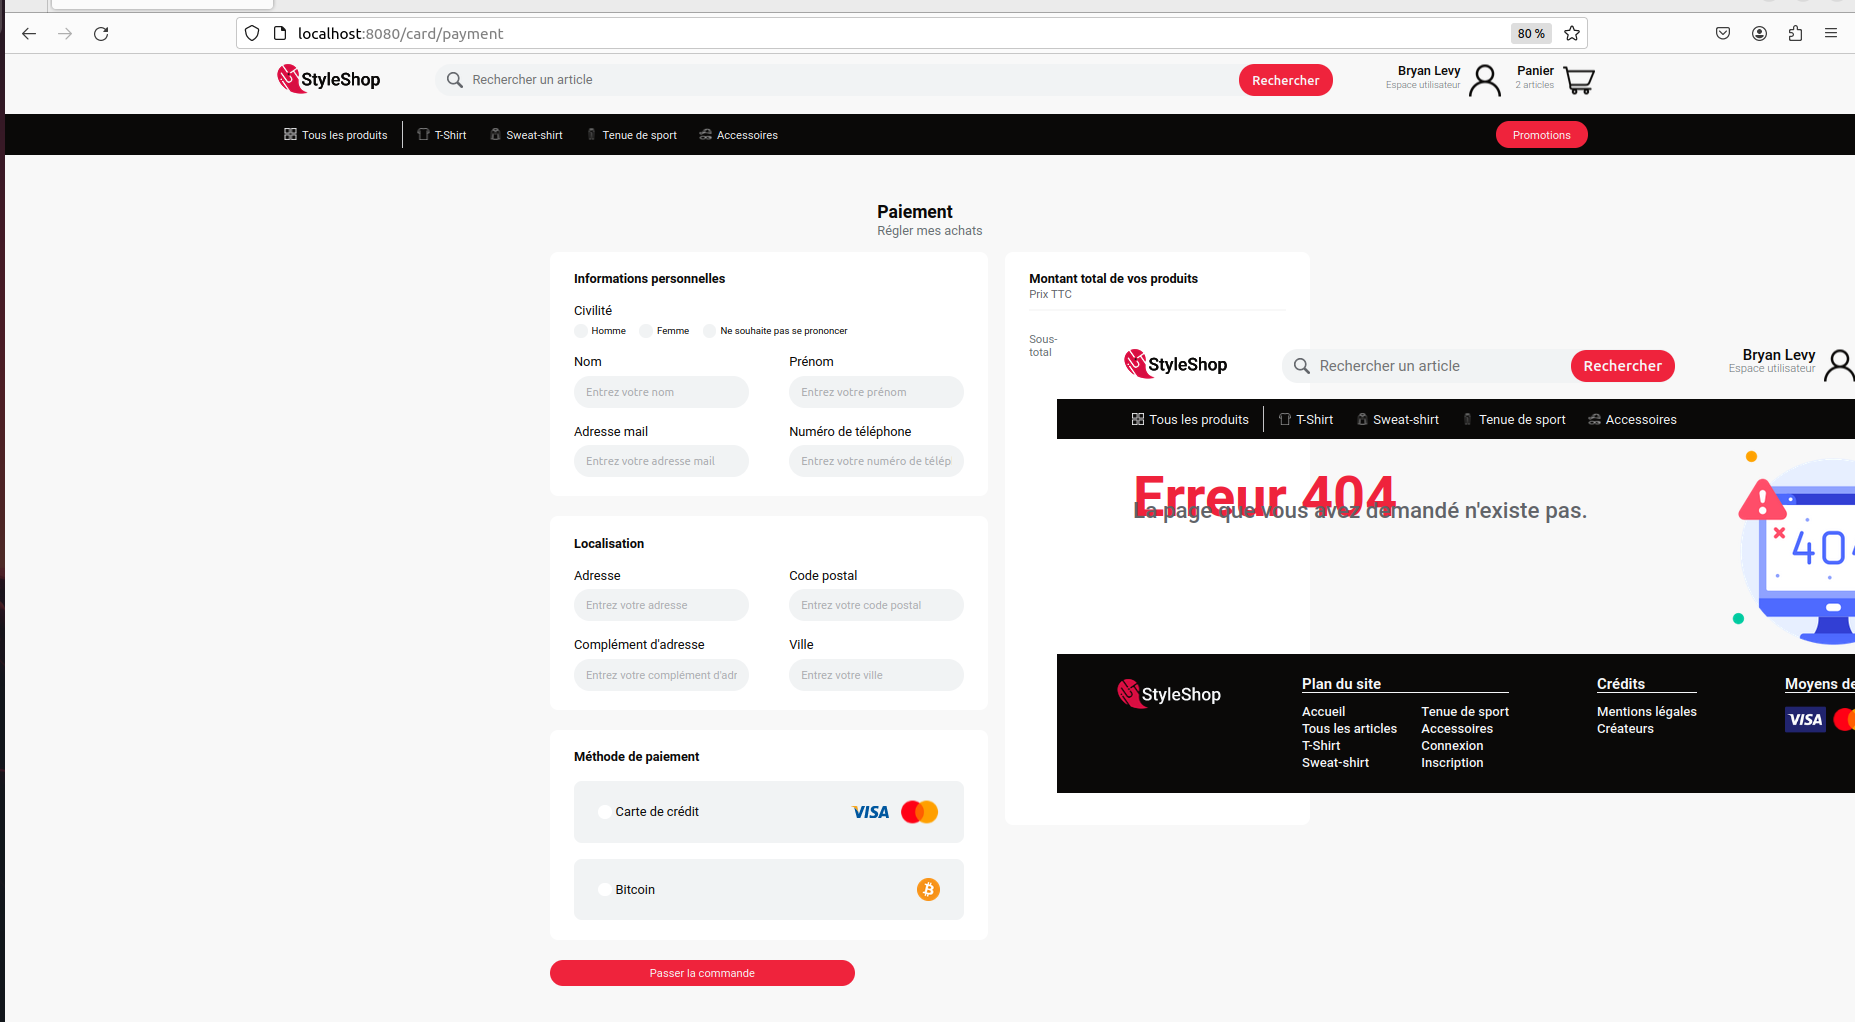 localhost:8080/card/payment
80 %
StyleShop
Rechercher un article
Rechercher
Bryan Levy
Espace utilisateur
Panier
2 articles
Tous les produits
T-Shirt
Sweat-shirt
Tenue de sport
Accessoires
Promotions
Paiement
Régler mes achats
Informations personnelles
Civilité
Homme
Femme
Ne souhaite pas se prononcer
Nom
Prénom
Entrez votre nom
Entrez votre prénom
Adresse mail
Numéro de téléphone
Entrez votre adresse mail
Entrez votre numéro de télép
Localisation
Adresse
Code postal
Entrez votre adresse
Entrez votre code postal
Complément d'adresse
Ville
Entrez votre complément d'adr
Entrez votre ville
Méthode de paiement
Carte de crédit
VISA
Bitcoin
Passer la commande
Montant total de vos produits
Prix TTC
Sous-
total
StyleShop
Rechercher un article
Rechercher
Bryan Levy
Espace utilisateur
Tous les produits
T-Shirt
Sweat-shirt
Tenue de sport
Accessoires
Erreur 404
La page que vous avez demandé n'existe pas.
404
StyleShop
Plan du site
Accueil
Tous les articles
T-Shirt
Sweat-shirt
Tenue de sport
Accessoires
Connexion
Inscription
Crédits
Mentions légales
Créateurs
Moyens de
VISA